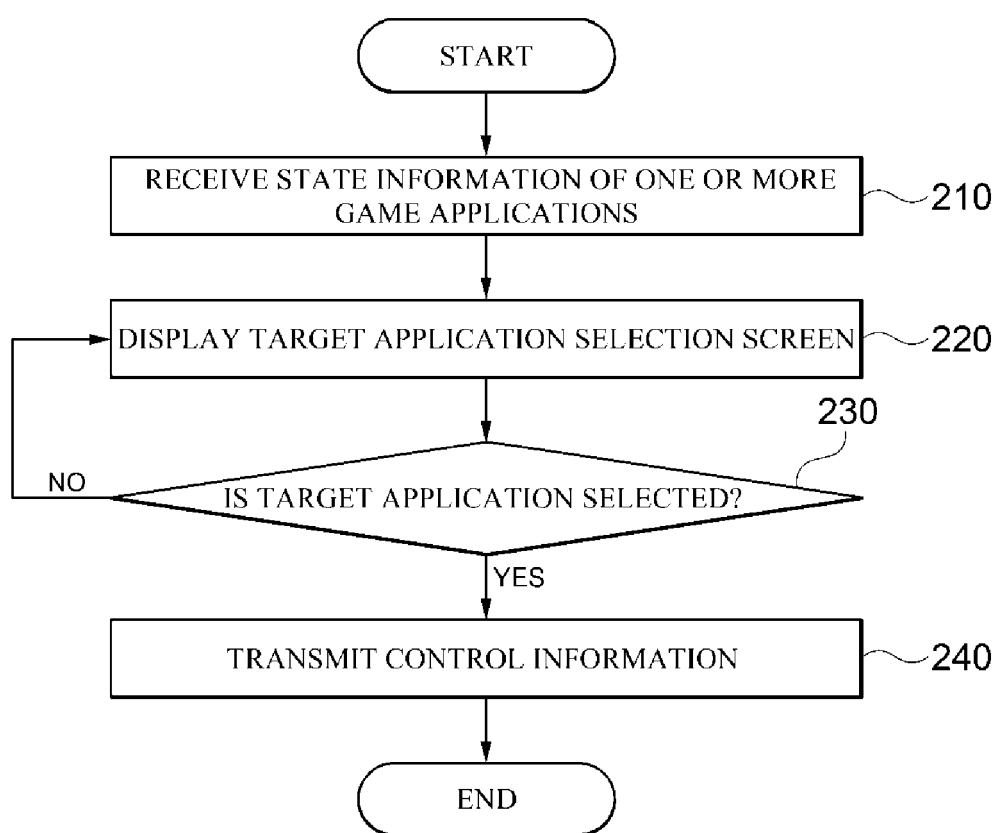 START
RECEIVE STATE INFORMATION OF ONE OR MORE
GAME APPLICATIONS
210
DISPLAY TARGET APPLICATION SELECTION SCREEN
220
230
NO
IS TARGET APPLICATION SELECTED?
YES
TRANSMIT CONTROL INFORMATION
240
END